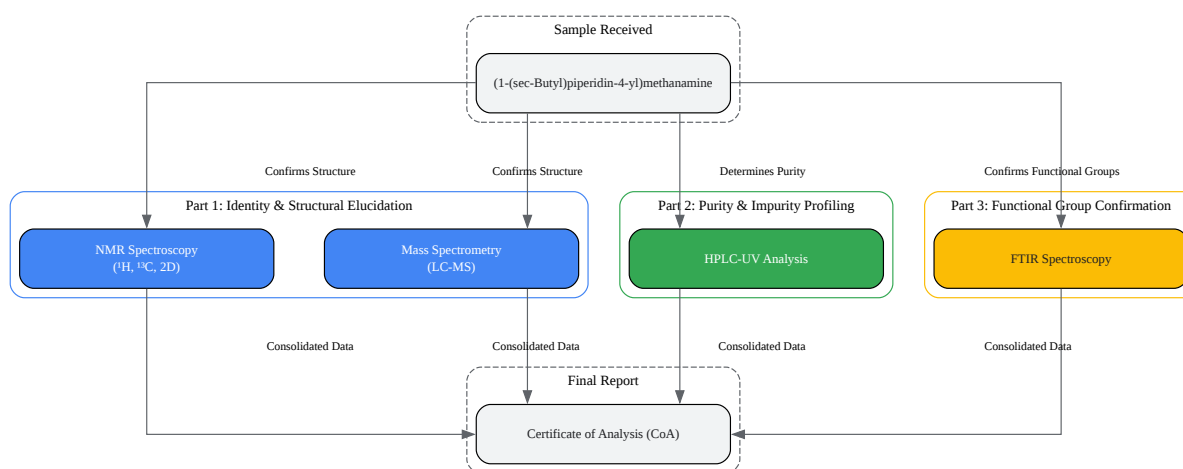 Sample Received
(1-(sec-Butyl)piperidin-4-yl)methanamine
Confirms Structure
Confirms Structure
Determines Purity
Confirms Functional Groups
Part 1: Identity & Structural Elucidation
Part 2: Purity & Impurity Profiling
Part 3: Functional Group Confirmation
NMR Spectroscopy
(¹H, ¹³C, 2D)
Mass Spectrometry
(LC-MS)
HPLC-UV Analysis
FTIR Spectroscopy
Consolidated Data
Consolidated Data
Consolidated Data
Consolidated Data
Final Report
Certificate of Analysis (CoA)